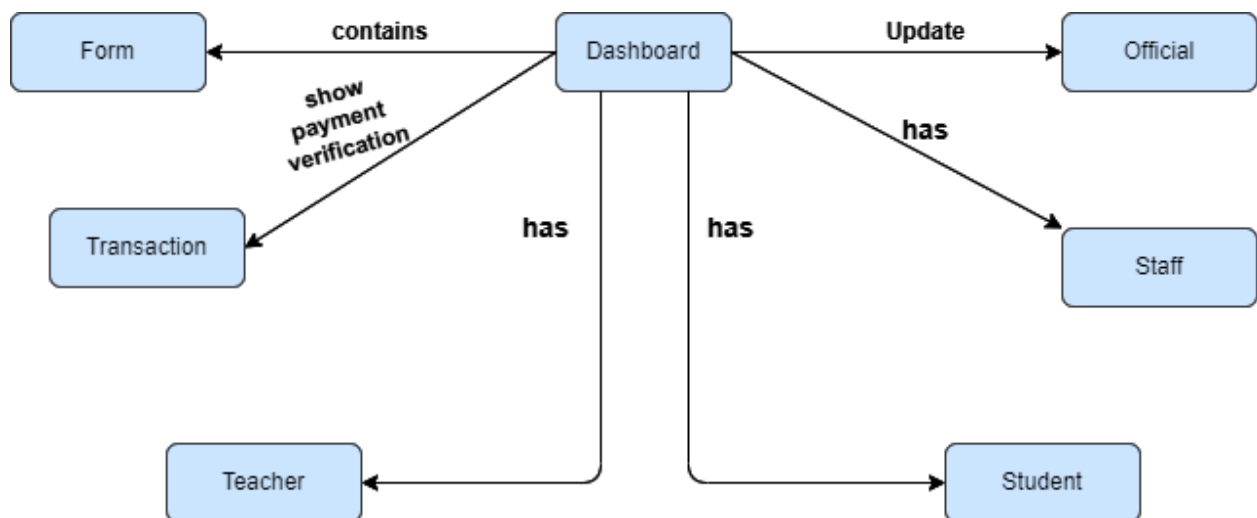 Form
contains
Dashboard
Update
Official
show
payment
verification
has
Transaction
has
has
Staff
Teacher
Student